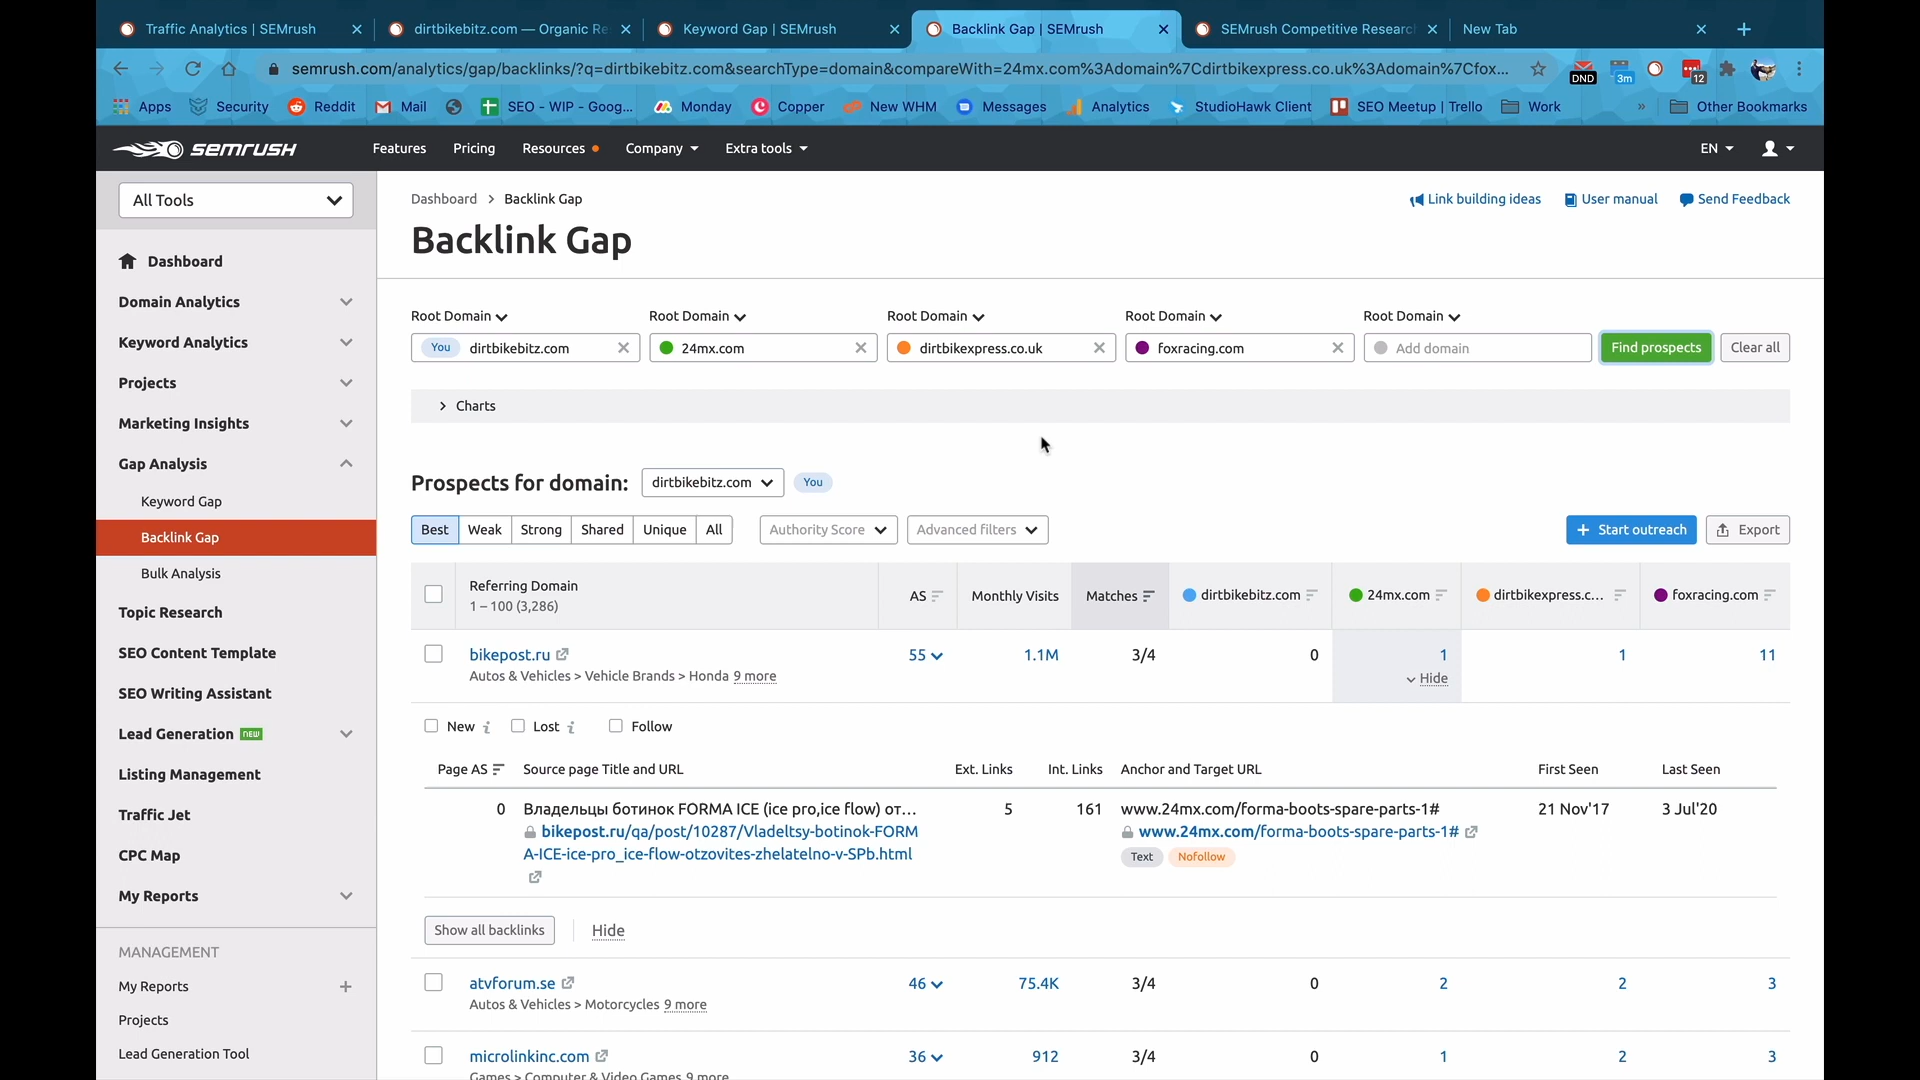 Traffic Analytics | SEMrush
dirtbikebitz.com — Organic Re
Keyword Gap | SEMrush
Backlink Gap | SEMrush
SEMrush Competitive Research
New Tab
semrush.com/analytics/gap/backlinks/?q=dirtbikebitz.com&searchType=domain&compareWith=24mx.com%3Adomain%7Cdirtbikexpress.co.uk%3Adomain%7Cfox...
DND
3m
12
Apps
Security
Reddit
Mail
SEO - WIP - Goog...
Monday
Copper
New WHM
Messages
Analytics
StudioHawk Client
SEO Meetup | Trello
Work
»
Other Bookmarks
SEMRUSH
Features
Pricing
Resources
Company
Extra tools
EN
All Tools
Dashboard
Domain Analytics
Keyword Analytics
Projects
Marketing Insights
Gap Analysis
Keyword Gap
Backlink Gap
Bulk Analysis
Topic Research
SEO Content Template
SEO Writing Assistant
Lead Generation NEW
Listing Management
Traffic Jet
CPC Map
My Reports
MANAGEMENT
My Reports +
Projects
Lead Generation Tool
Dashboard > Backlink Gap
Link building ideas
User manual
Send Feedback
Backlink Gap
Root Domain
Root Domain
Root Domain
Root Domain
Root Domain
You dirtbikebitz.com
24mx.com
dirtbikexpress.co.uk
foxracing.com
Add domain
Find prospects
Clear all
Charts
Prospects for domain: dirtbikebitz.com You
Best Weak Strong Shared Unique All
Authority Score
Advanced filters
+ Start outreach
Export
Referring Domain
1 – 100 (3,286)
AS
Monthly Visits
Matches
dirtbikebitz.com
24mx.com
dirtbikexpress.c...
foxracing.com
bikepost.ru 55 1.1M 3/4 0 1 1 11
Autos & Vehicles > Vehicle Brands > Honda 9 more
Hide
New i Lost i Follow
Page AS Source page Title and URL Ext. Links Int. Links Anchor and Target URL First Seen Last Seen
0 Владельцы ботинок FORMA ICE (ice pro,ice flow) от... 5 161 www.24mx.com/forma-boots-spare-parts-1# 21 Nov'17 3 Jul'20
bikepost.ru/qa/post/10287/Vladeltsy-botinok-FORM
A-ICE-ice-pro_ice-flow-otzovites-zhelatelno-v-SPb.html
www.24mx.com/forma-boots-spare-parts-1#
Text Nofollow
Show all backlinks Hide
atvforum.se 46 75.4K 3/4 0 2 2 3
Autos & Vehicles > Motorcycles 9 more
microlinkinc.com 36 912 3/4 0 1 2 3
Games > Computer & Video Games 9 more